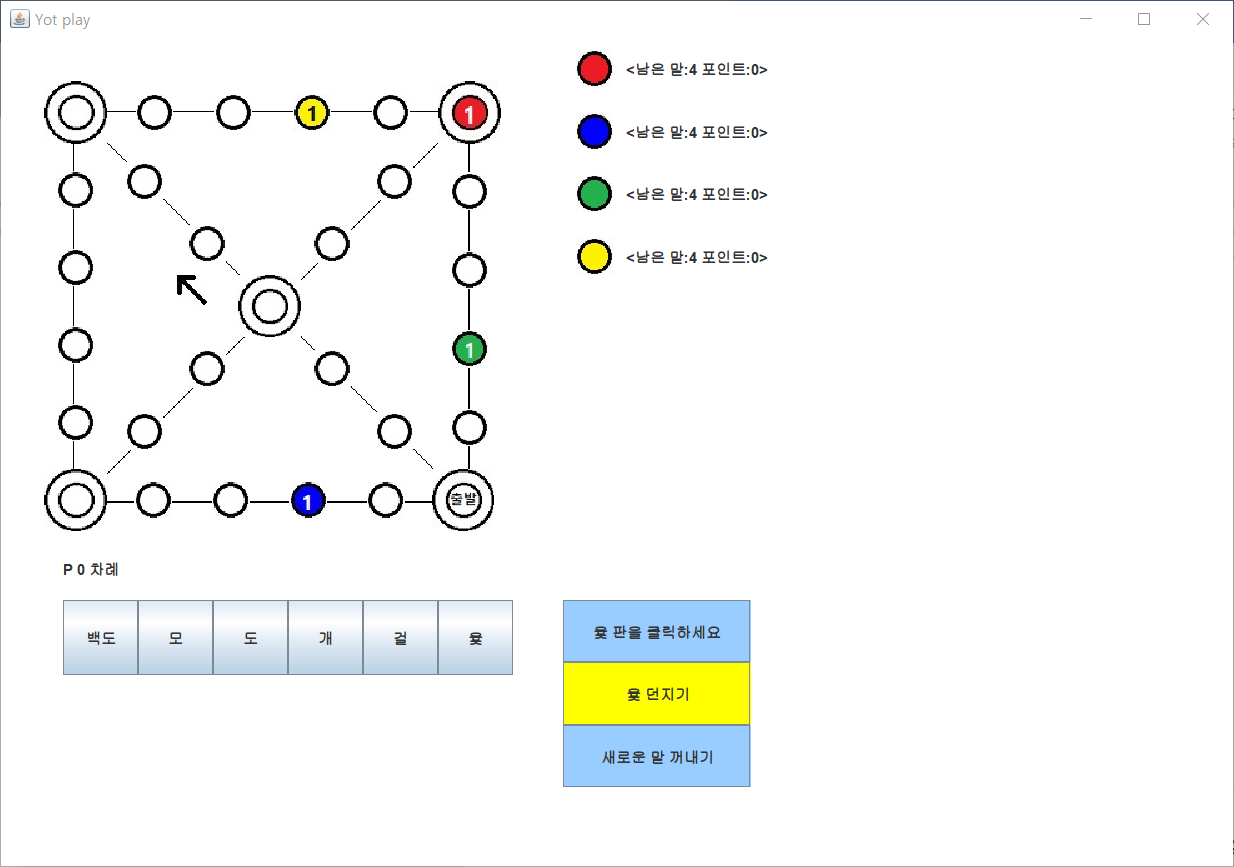 Yot play
<남은 말:4 포인트:0>
1
1
<남은 말:4 포인트:0>
<남은 말:4 포인트:0>
<남은 말:4 포인트:0>
1
1
출발
P 0 차례
백도 모 도 개 걸 윷
윷 판을 클릭하세요
윷 던지기
새로운 말 꺼내기